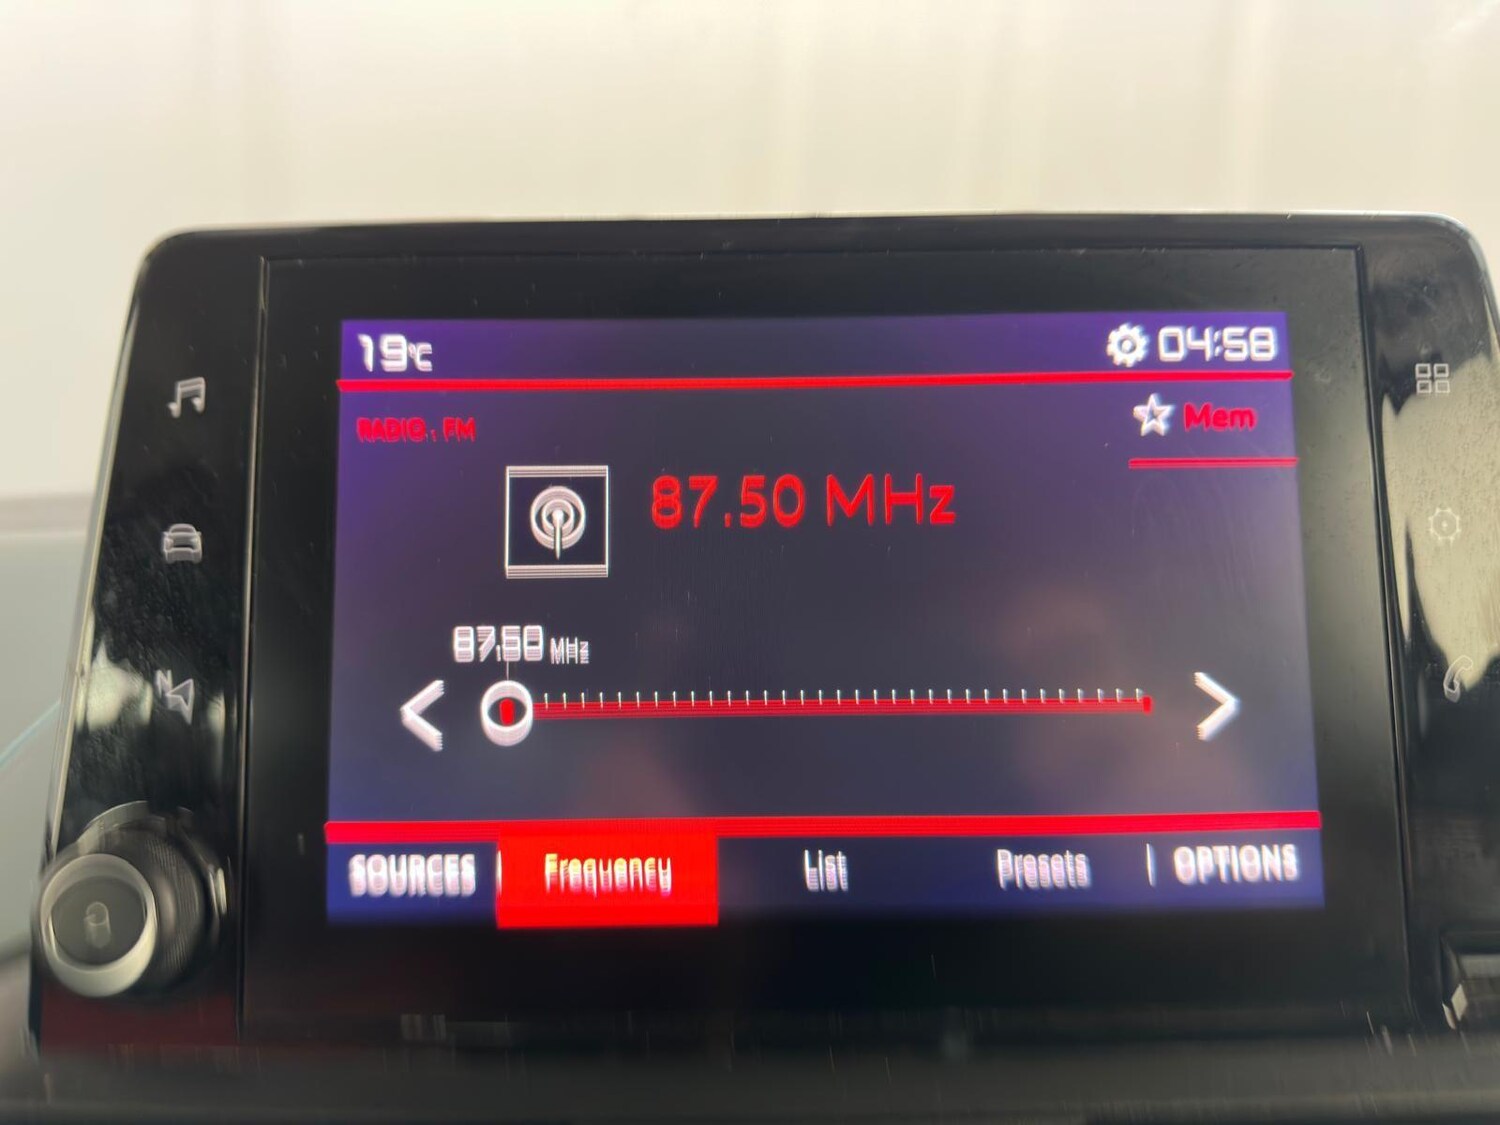 19°C 04:58
RADIO : FM Mem
87.50 MHz
87.50 MHz
SOURCES Frequency List Presets OPTIONS
N